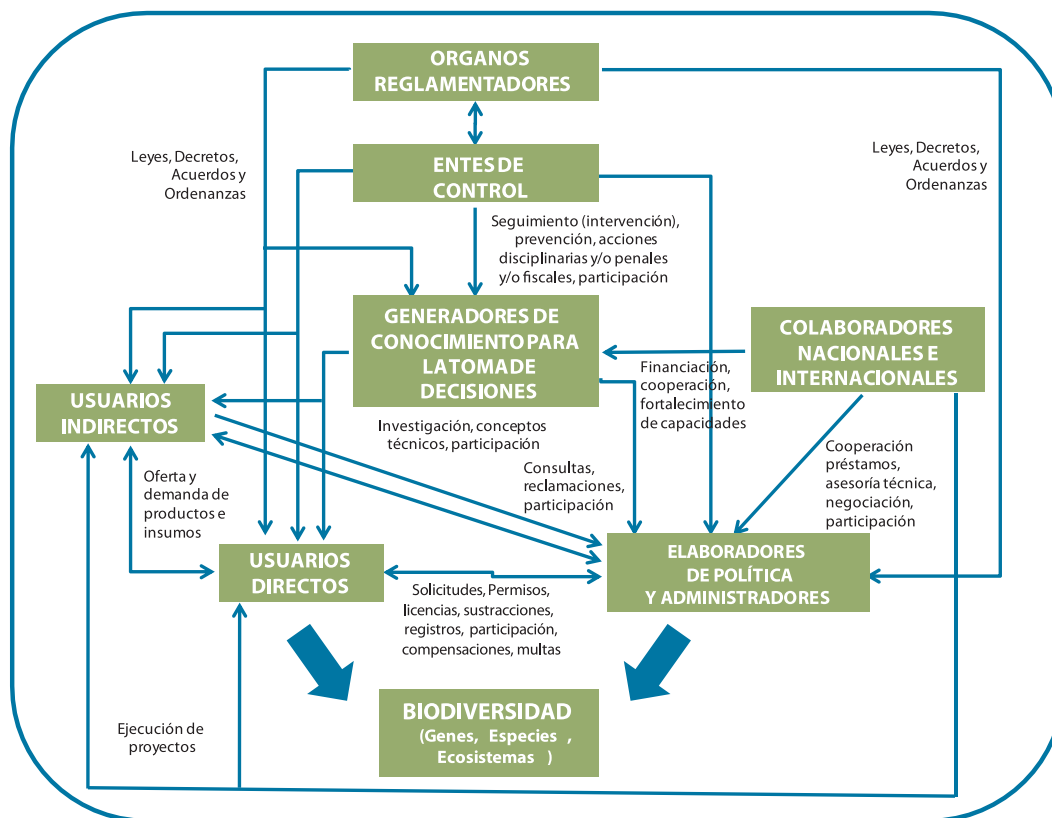 ORGANOS
REGLAMENTADORES
Leyes, Decretos,
Acuerdos y
Ordenanzas
ENTES DE
CONTROL
Leyes, Decretos,
Acuerdos y
Ordenanzas
Seguimiento (intervención),
prevención, acciones
disciplinarias y/o penales
y/o fiscales, participación
GENERADORES DE
CONOCIMIENTO PARA
LA TOMA DE
DECISIONES
COLABORADORES
NACIONALES E
INTERNACIONALES
USUARIOS
INDIRECTOS
Financiación,
cooperación,
fortalecimiento
de capacidades
Investigación, conceptos
técnicos, participación
Oferta y
demanda de
productos e
insumos
Consultas,
reclamaciones,
participación
Cooperación
préstamos,
asesoría técnica,
negociación,
participación
USUARIOS
DIRECTOS
ELABORADORES
DE POLÍTICA
Y ADMINISTRADORES
Solicitudes, Permisos,
licencias, sustracciones,
registros, participación,
compensaciones, multas
BIODIVERSIDAD
(Genes, Especies ,
Ecosistemas )
Ejecución de
proyectos